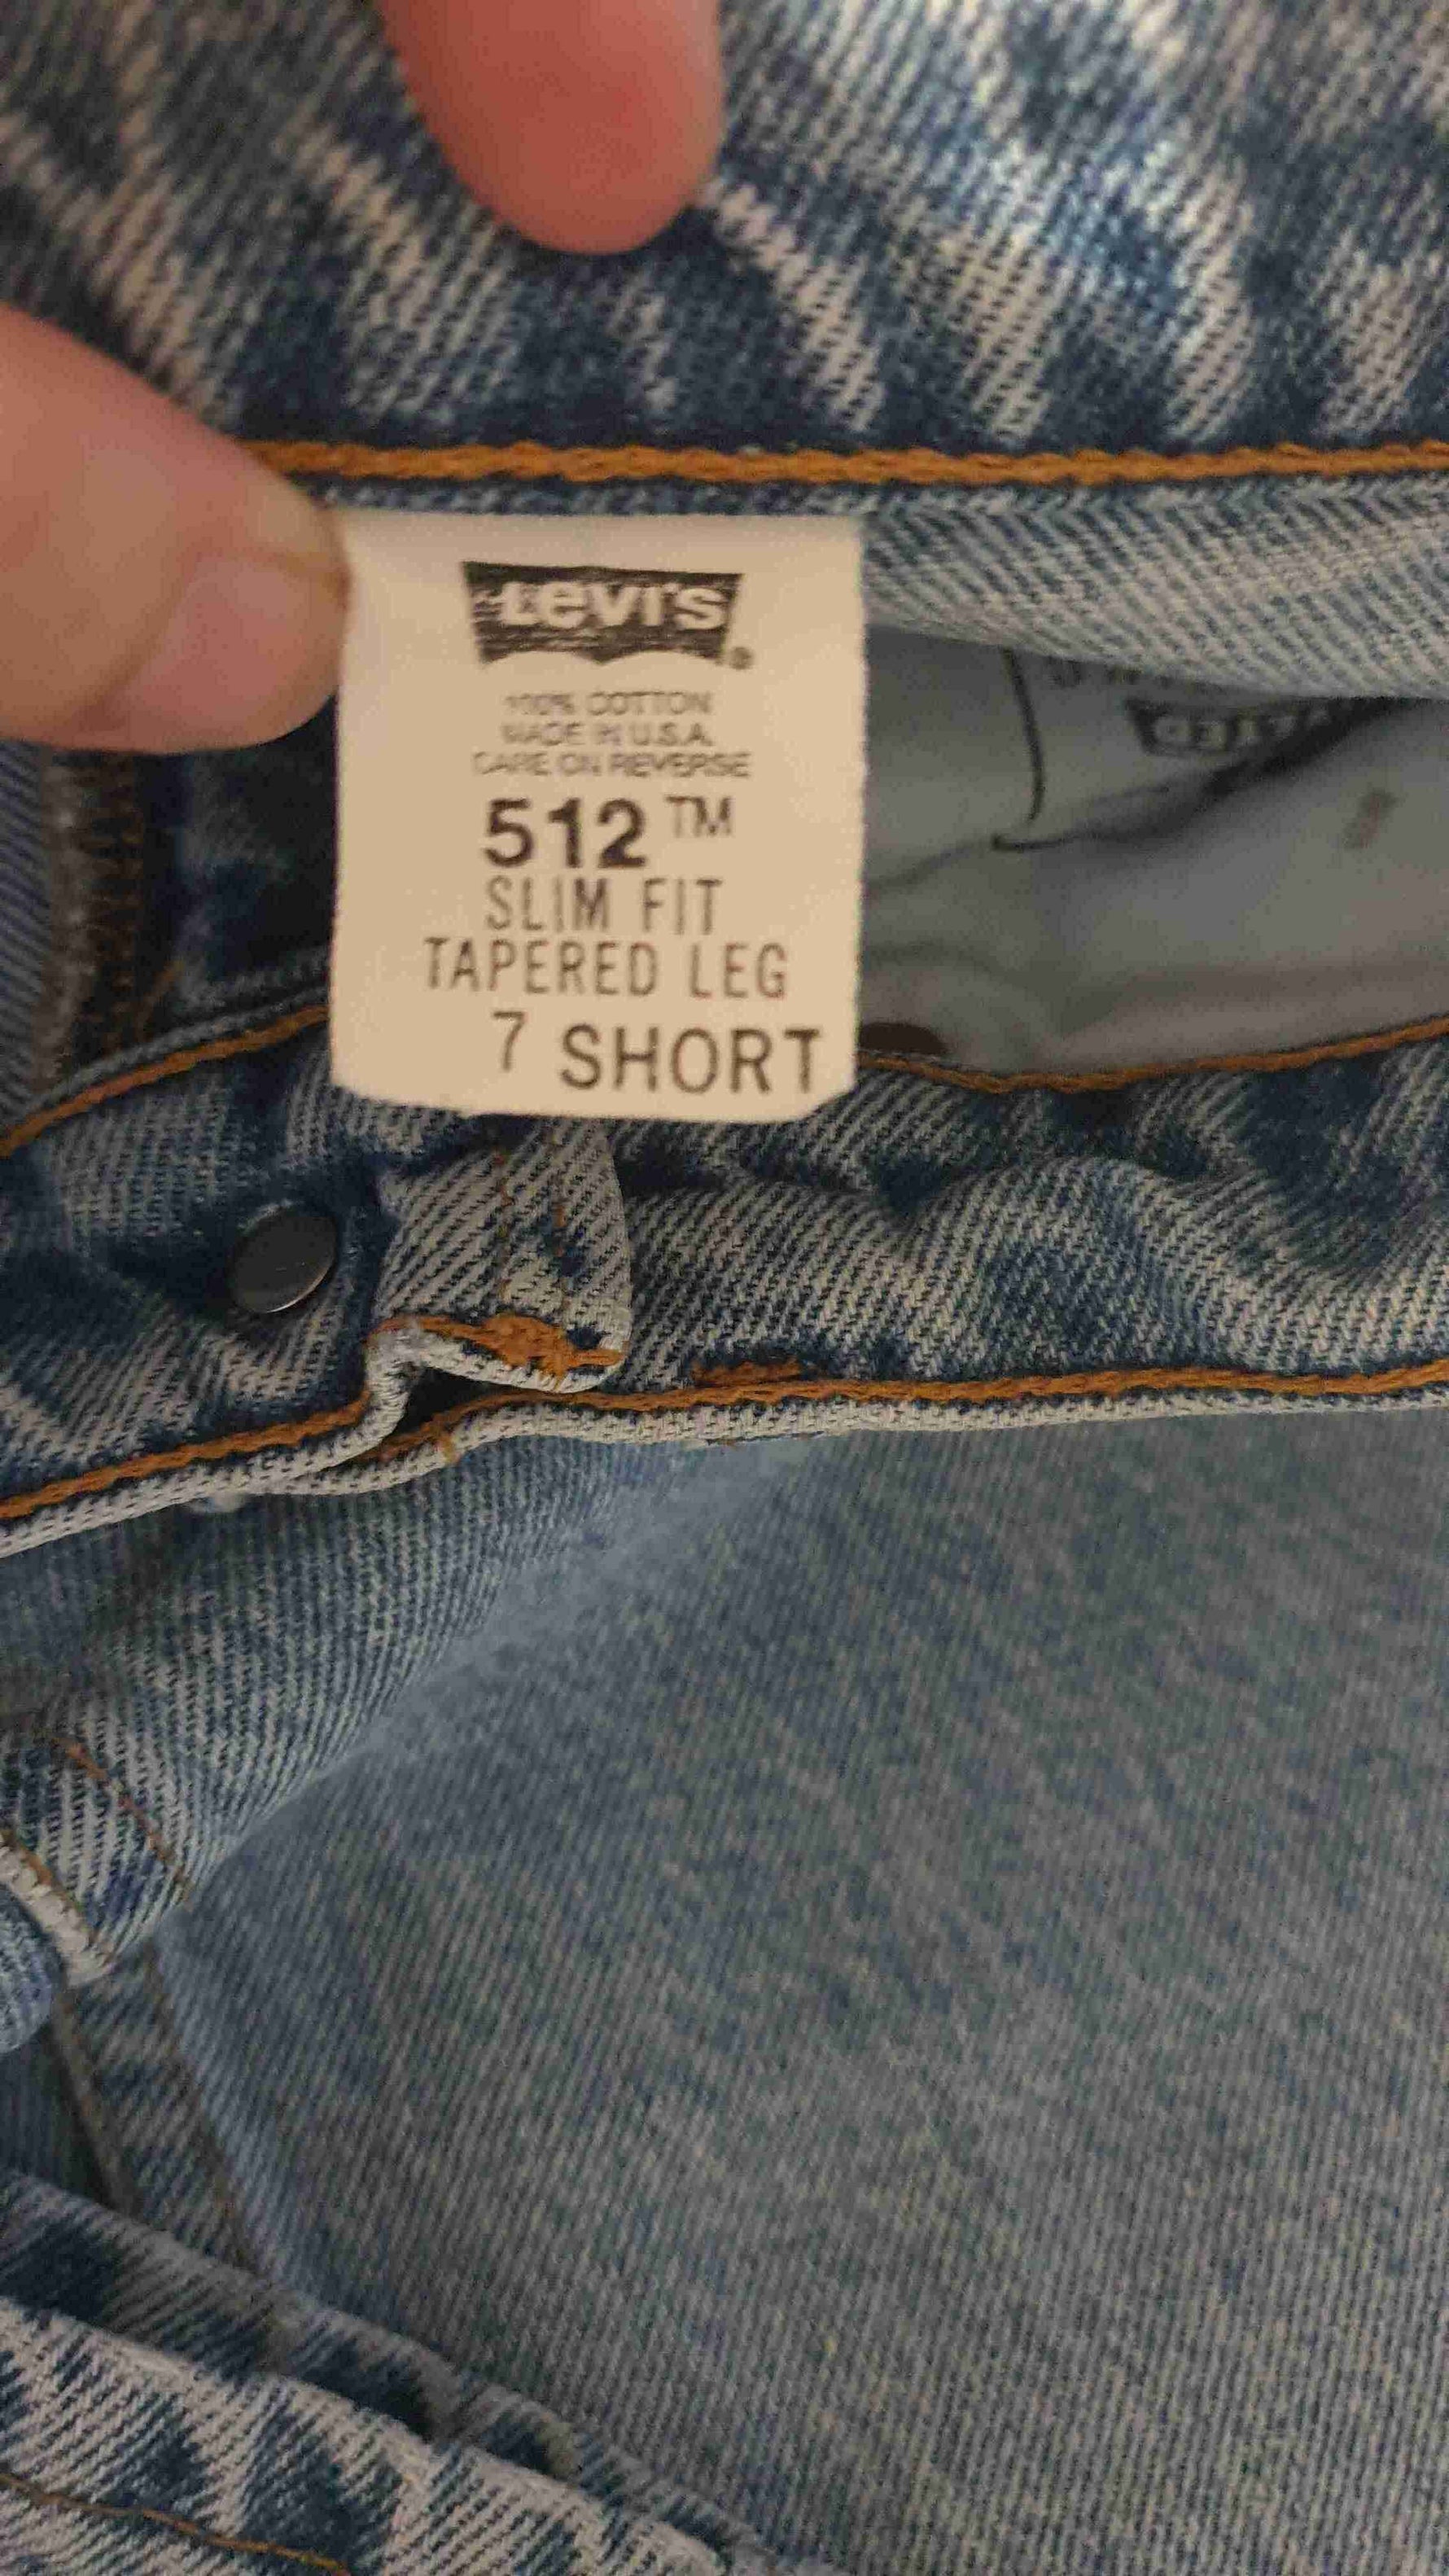 Levi's
®
100% COTTON
MADE IN U.S.A.
CARE ON REVERSE
512™
SLIM FIT
TAPERED LEG
7 SHORT